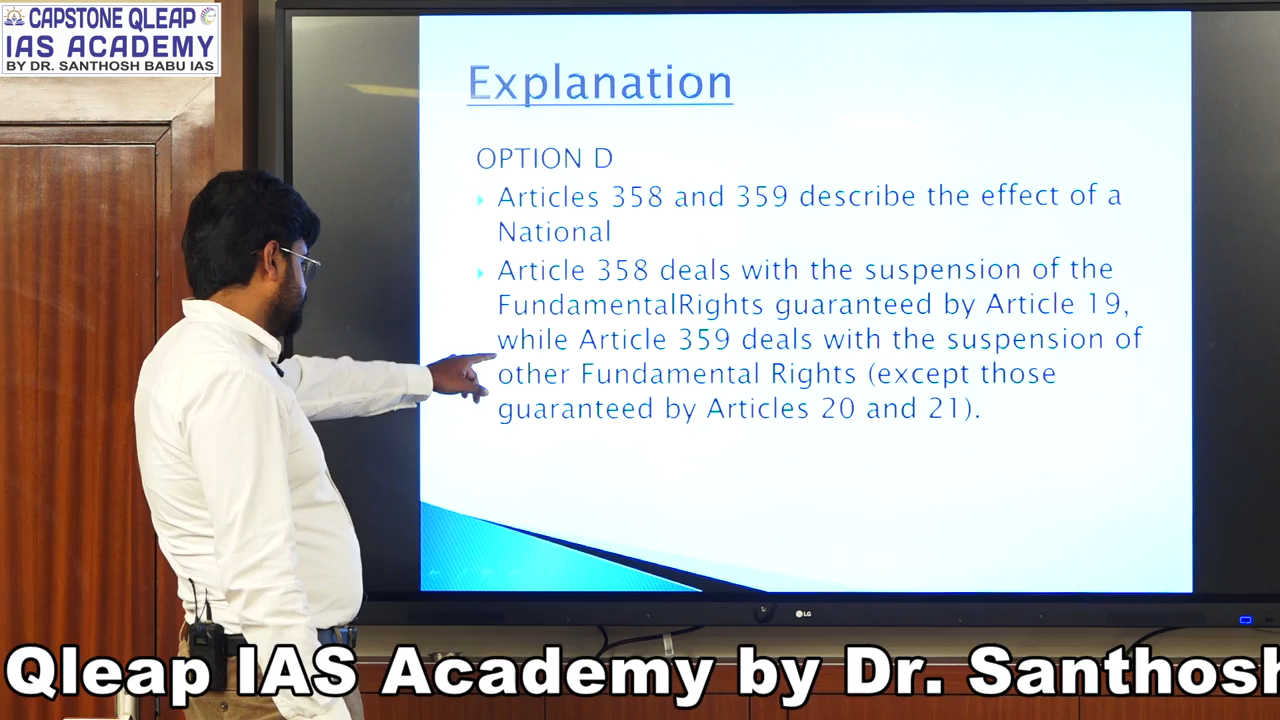 CAPSTONE QLEAP
IAS ACADEMY
BY DR. SANTHOSH BABU IAS
Explanation
OPTION D
Articles 358 and 359 describe the effect of a
National
Article 358 deals with the suspension of the
FundamentalRights guaranteed by Article 19,
while Article 359 deals with the suspension of
other Fundamental Rights (except those
guaranteed by Articles 20 and 21).
LG
Qleap IAS Academy by Dr. Santhosh